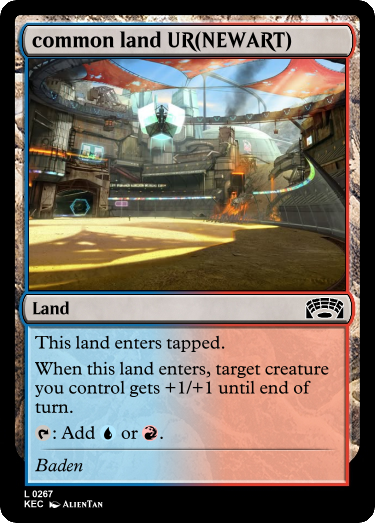 common land UR(NEWART)
Land
This land enters tapped.
When this land enters, target creature
you control gets +1/+1 until end of
turn.
: Add or .
Baden
L 0267
KEC AlienTan